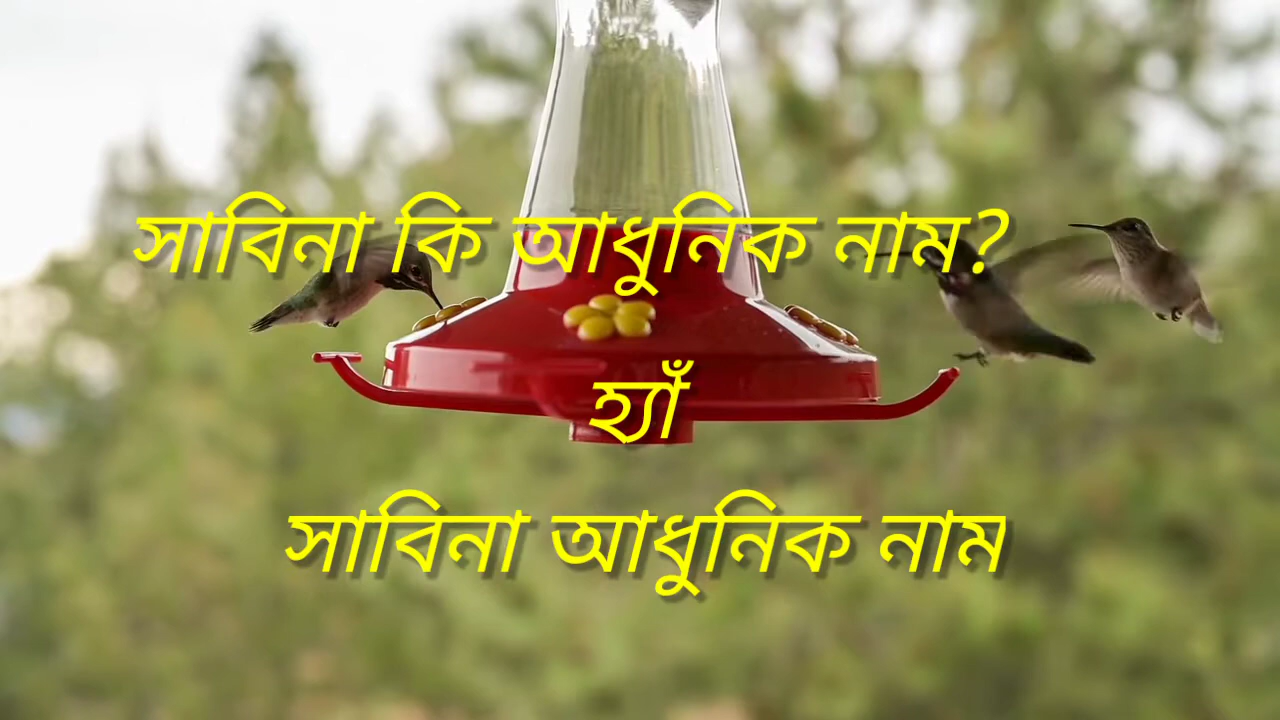 সাবিনা কি আধুনিক নাম?
হ্যাঁ
সাবিনা আধুনিক নাম